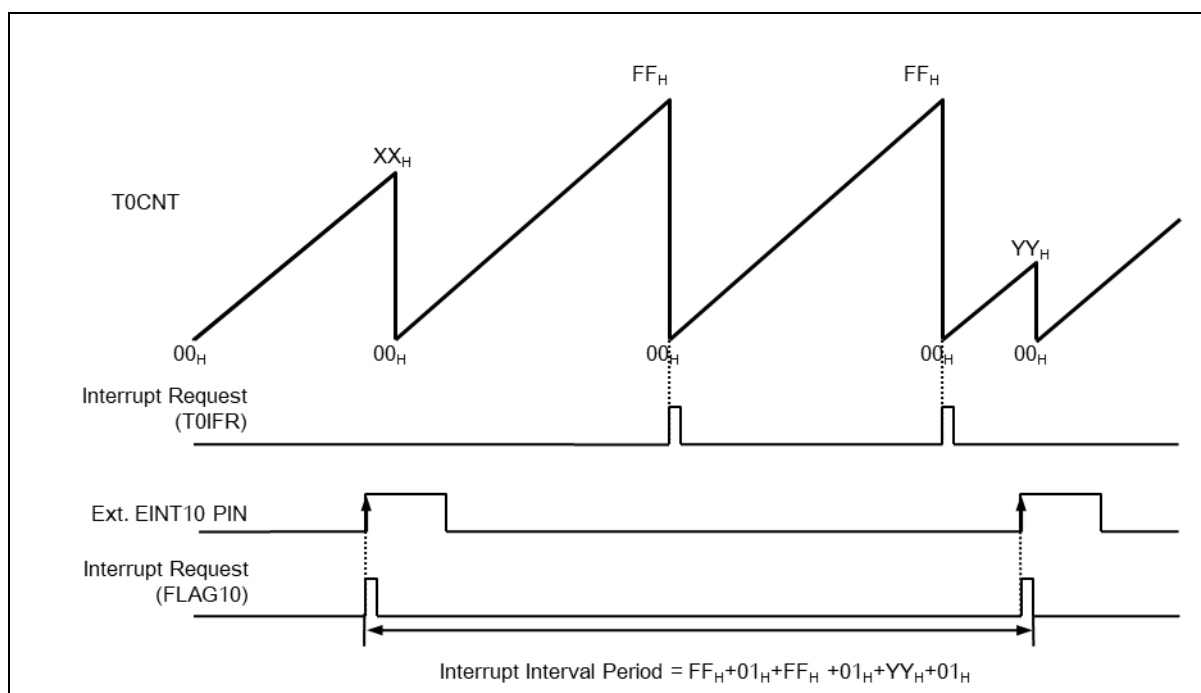 FF_H FF_H
XX_H
T0CNT
YY_H
00_H 00_H 00_H 00_H 00_H
Interrupt Request
(T0IFR)
Ext. EINT10 PIN
Interrupt Request
(FLAG10)
Interrupt Interval Period = FF_H+01_H+FF_H +01_H+YY_H+01_H